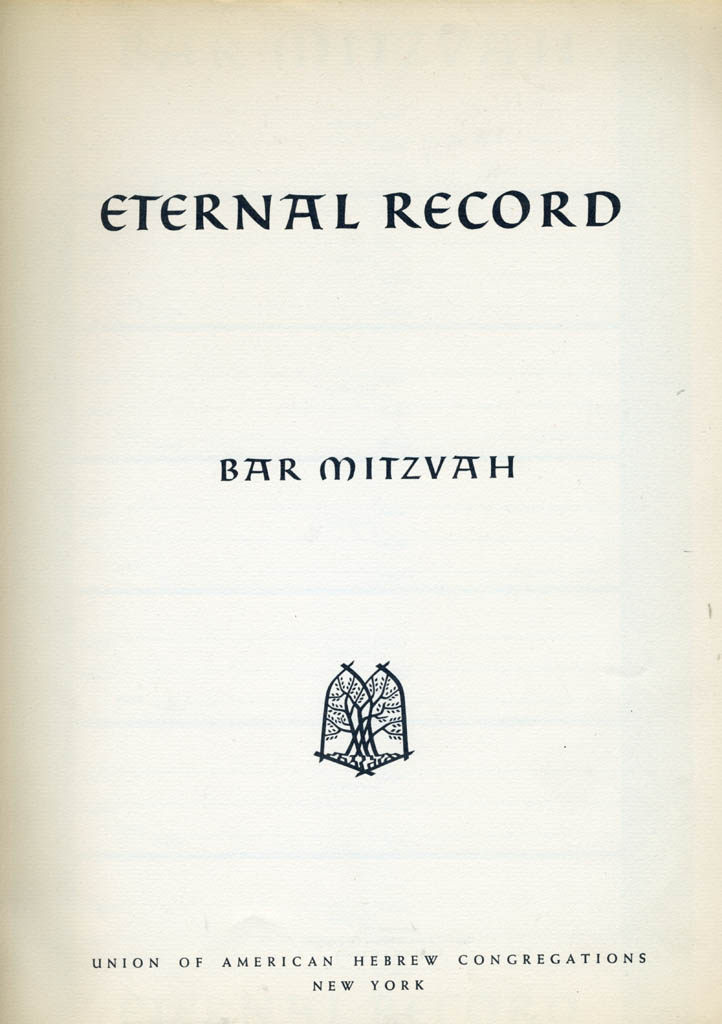 ETERNAL RECORD
BAR MITZVAH
UNION OF AMERICAN HEBREW CONGREGATIONS
NEW YORK